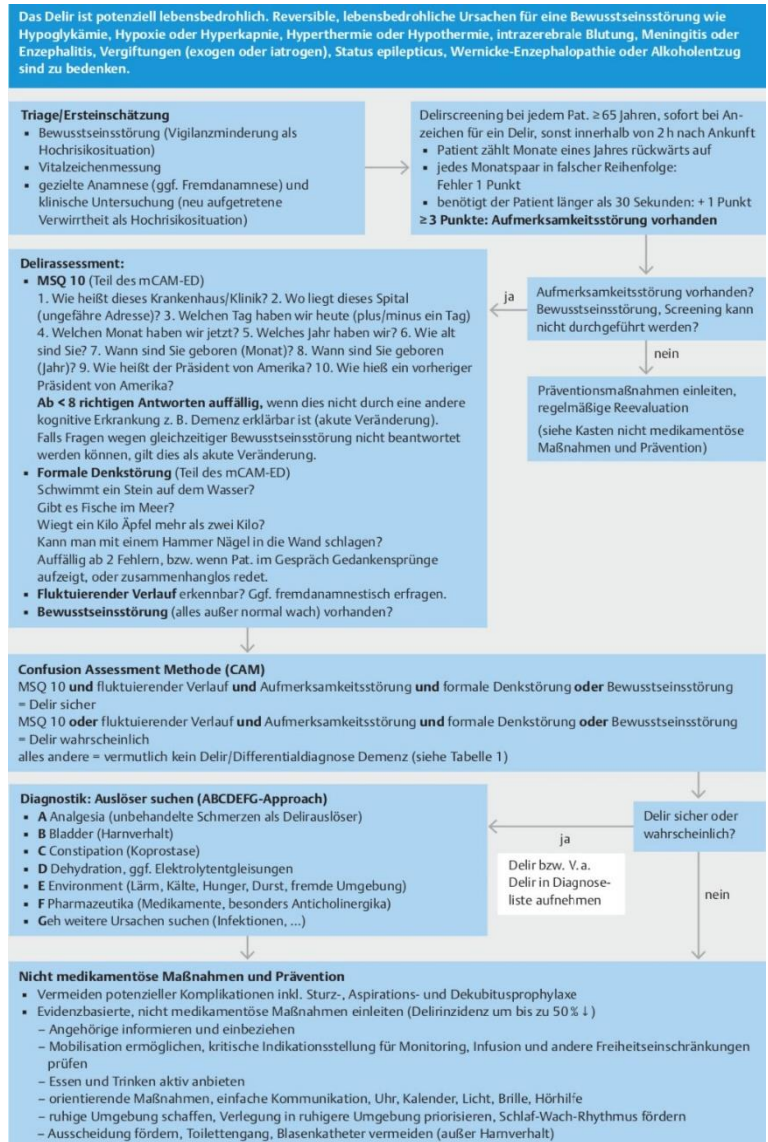 Das Delir ist potenziell lebensbedrohlich. Reversible, lebensbedrohliche Ursachen für eine Bewusstseinsstörung wie
Hypoglykämie, Hypoxie oder Hyperkapnie, Hyperthermie oder Hypothermie, intrazerebrale Blutung, Meningitis oder
Enzephalitis, Vergiftungen (exogen oder iatrogen), Status epilepticus, Wernicke-Enzephalopathie oder Alkoholentzug
sind zu bedenken.
Triage/Ersteinschätzung
▪ Bewusstseinsstörung (Vigilanzminderung als
Hochrisikosituation)
▪ Vitalzeichenmessung
▪ gezielte Anamnese (ggf. Fremdanamnese) und
klinische Untersuchung (neu aufgetretene
Verwirrtheit als Hochrisikosituation)
Delirscreening bei jedem Pat. ≥ 65 Jahren, sofort bei An-
zeichen für ein Delir, sonst innerhalb von 2 h nach Ankunft
▪ Patient zählt Monate eines Jahres rückwärts auf
▪ jedes Monatspaar in falscher Reihenfolge:
Fehler 1 Punkt
▪ benötigt der Patient länger als 30 Sekunden: + 1 Punkt
≥ 3 Punkte: Aufmerksamkeitsstörung vorhanden
Delirassessment:
▪ MSQ 10 (Teil des mCAM-ED)
1. Wie heißt dieses Krankenhaus/Klinik? 2. Wo liegt dieses Spital
(ungefähre Adresse)? 3. Welchen Tag haben wir heute (plus/minus ein Tag)
4. Welchen Monat haben wir jetzt? 5. Welches Jahr haben wir? 6. Wie alt
sind Sie? 7. Wann sind Sie geboren (Monat)? 8. Wann sind Sie geboren
(Jahr)? 9. Wie heißt der Präsident von Amerika? 10. Wie hieß ein vorheriger
Präsident von Amerika?
Ab < 8 richtigen Antworten auffällig, wenn dies nicht durch eine andere
kognitive Erkrankung z. B. Demenz erklärbar ist (akute Veränderung).
Falls Fragen wegen gleichzeitiger Bewusstseinsstörung nicht beantwortet
werden können, gilt dies als akute Veränderung.
▪ Formale Denkstörung (Teil des mCAM-ED)
Schwimmt ein Stein auf dem Wasser?
Gibt es Fische im Meer?
Wiegt ein Kilo Äpfel mehr als zwei Kilo?
Kann man mit einem Hammer Nägel in die Wand schlagen?
Auffällig ab 2 Fehlern, bzw. wenn Pat. im Gespräch Gedankensprünge
aufzeigt, oder zusammenhanglos redet.
▪ Fluktuierender Verlauf erkennbar? Ggf. fremdanamnestisch erfragen.
▪ Bewusstseinsstörung (alles außer normal wach) vorhanden?
ja
Aufmerksamkeitsstörung vorhanden?
Bewusstseinsstörung, Screening kann
nicht durchgeführt werden?
nein
Präventionsmaßnahmen einleiten,
regelmäßige Reevaluation
(siehe Kasten nicht medikamentöse
Maßnahmen und Prävention)
Confusion Assessment Methode (CAM)
MSQ 10 und fluktuierender Verlauf und Aufmerksamkeitsstörung und formale Denkstörung oder Bewusstseinsstörung
= Delir sicher
MSQ 10 oder fluktuierender Verlauf und Aufmerksamkeitsstörung und formale Denkstörung oder Bewusstseinsstörung
= Delir wahrscheinlich
alles andere = vermutlich kein Delir/Differentialdiagnose Demenz (siehe Tabelle 1)
Diagnostik: Auslöser suchen (ABCDEFG-Approach)
▪ A Analgesia (unbehandelte Schmerzen als Delirauslöser)
▪ B Bladder (Harnverhalt)
▪ C Constipation (Koprostase)
▪ D Dehydration, ggf. Elektrolytentgleisungen
▪ E Environment (Lärm, Kälte, Hunger, Durst, fremde Umgebung)
▪ F Pharmazeutika (Medikamente, besonders Anticholinergika)
▪ Geh weitere Ursachen suchen (Infektionen, ...)
ja
Delir sicher oder
wahrscheinlich?
Delir bzw. V. a.
Delir in Diagnose-
liste aufnehmen
nein
Nicht medikamentöse Maßnahmen und Prävention
▪ Vermeiden potenzieller Komplikationen inkl. Sturz-, Aspirations- und Dekubitusprophylaxe
▪ Evidenzbasierte, nicht medikamentöse Maßnahmen einleiten (Delirinzidenz um bis zu 50 % ↓)
– Angehörige informieren und einbeziehen
– Mobilisation ermöglichen, kritische Indikationsstellung für Monitoring, Infusion und andere Freiheitseinschränkungen
prüfen
– Essen und Trinken aktiv anbieten
– orientierende Maßnahmen, einfache Kommunikation, Uhr, Kalender, Licht, Brille, Hörhilfe
– ruhige Umgebung schaffen, Verlegung in ruhigere Umgebung priorisieren, Schlaf-Wach-Rhythmus fördern
– Ausscheidung fördern, Toilettengang, Blasenkatheter vermeiden (außer Harnverhalt)